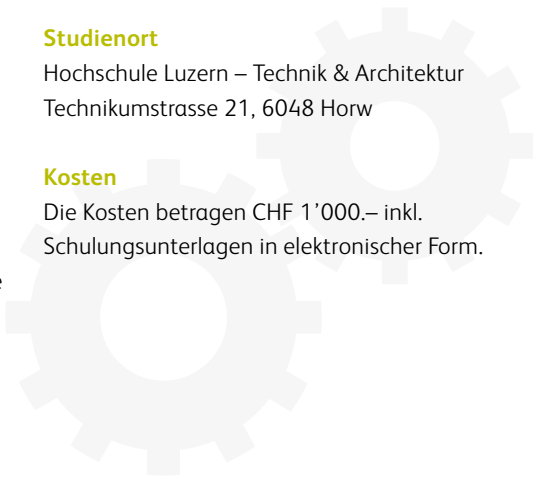 Studienort
Hochschule Luzern – Technik & Architektur
Technikumstrasse 21, 6048 Horw
Kosten
Die Kosten betragen CHF 1’000.– inkl.
Schulungsunterlagen in elektronischer Form.